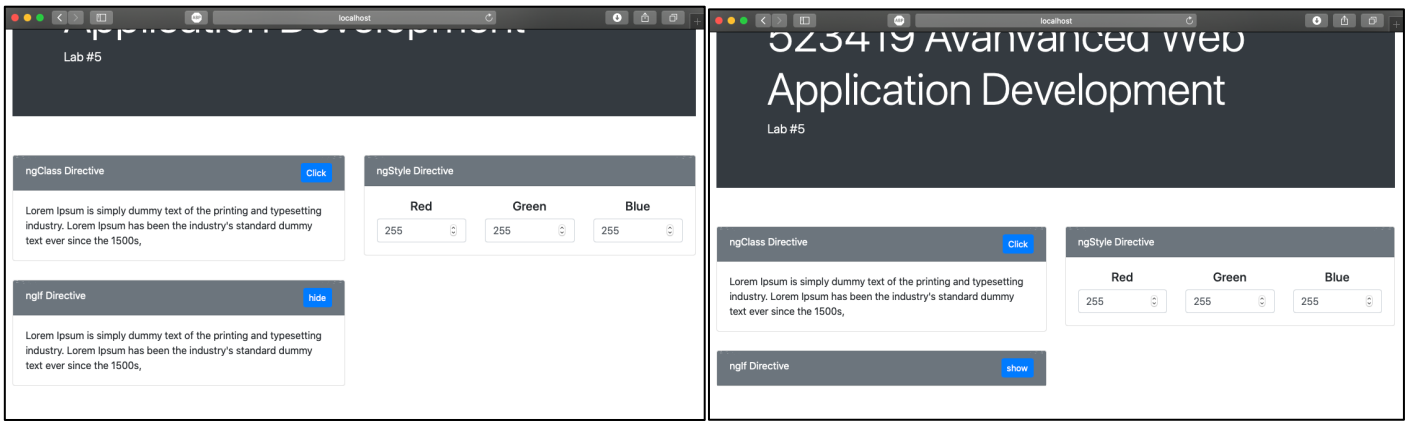 localhost
Application Development
Lab #5
ngClass Directive
Click
Lorem Ipsum is simply dummy text of the printing and typesetting
industry. Lorem Ipsum has been the industry's standard dummy
text ever since the 1500s,
ngStyle Directive
Red Green Blue
255 255 255
ngIf Directive
hide
Lorem Ipsum is simply dummy text of the printing and typesetting
industry. Lorem Ipsum has been the industry's standard dummy
text ever since the 1500s,
localhost
523419 Avanvanced Web
Application Development
Lab #5
ngClass Directive
Click
Lorem Ipsum is simply dummy text of the printing and typesetting
industry. Lorem Ipsum has been the industry's standard dummy
text ever since the 1500s,
ngStyle Directive
Red Green Blue
255 255 255
ngIf Directive
show